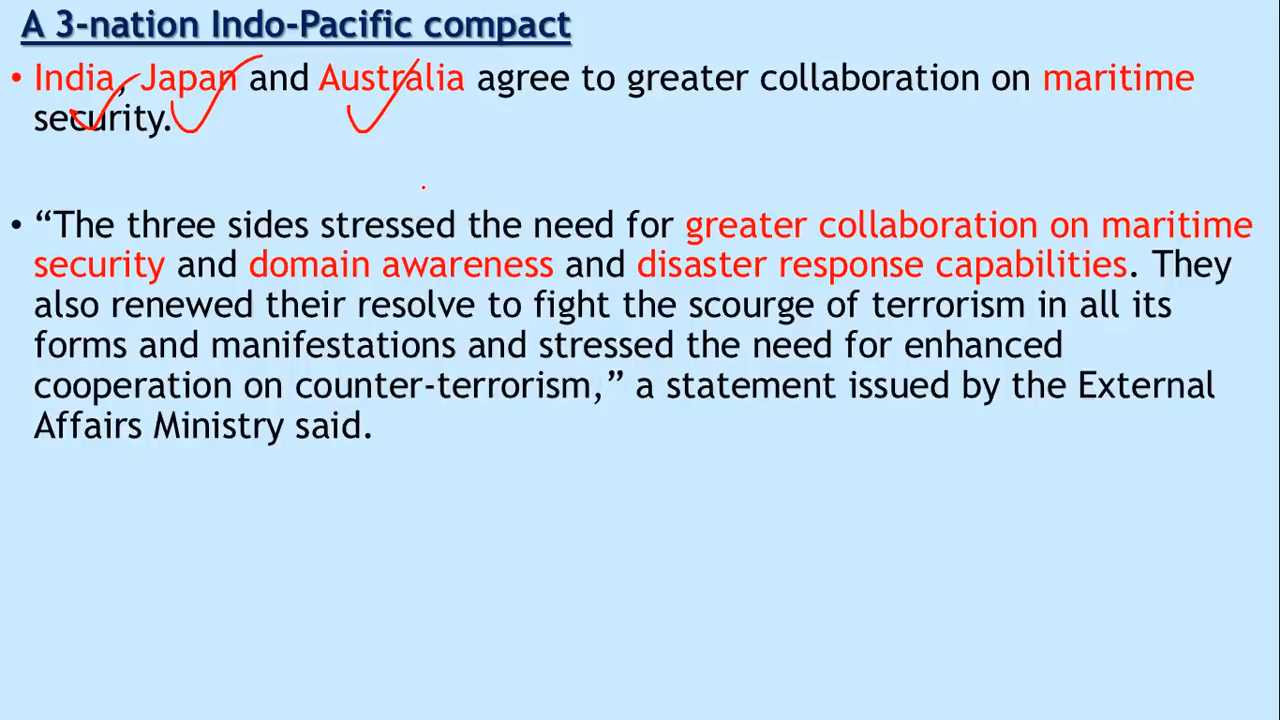 A 3-nation Indo-Pacific compact
• India, Japan and Australia agree to greater collaboration on maritime
security.
• “The three sides stressed the need for greater collaboration on maritime
security and domain awareness and disaster response capabilities. They
also renewed their resolve to fight the scourge of terrorism in all its
forms and manifestations and stressed the need for enhanced
cooperation on counter-terrorism,” a statement issued by the External
Affairs Ministry said.